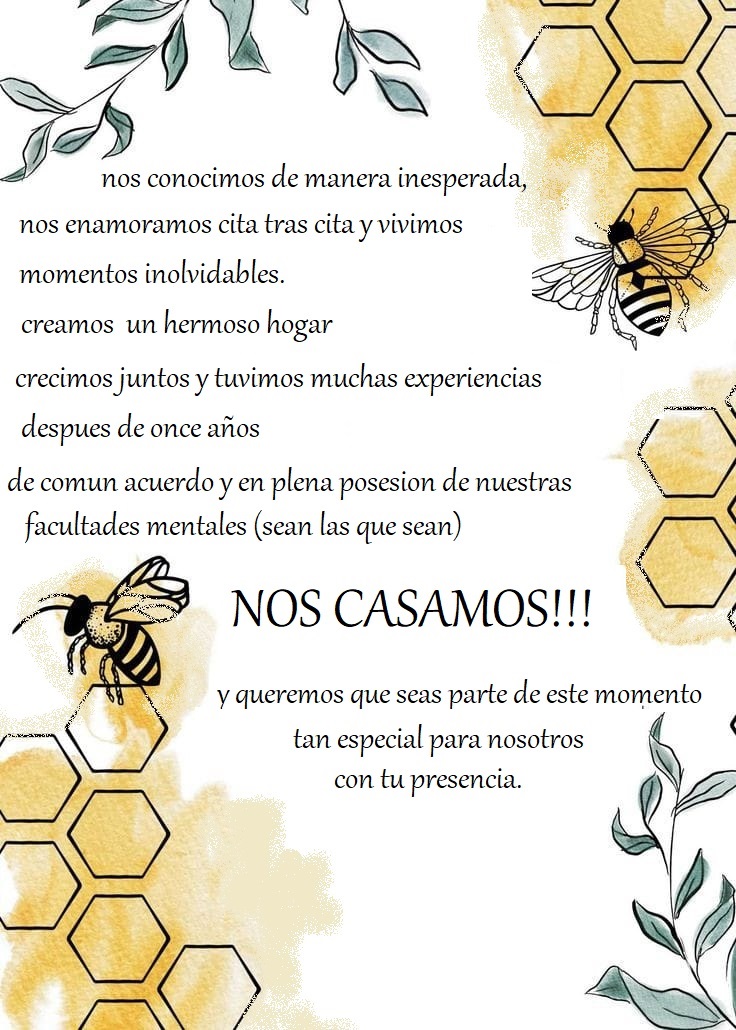 nos conocimos de manera inesperada,
nos enamoramos cita tras cita y vivimos
momentos inolvidables.
creamos  un hermoso hogar
crecimos juntos y tuvimos muchas experiencias
despues de once años
de comun acuerdo y en plena posesion de nuestras
facultades mentales (sean las que sean)
NOS CASAMOS!!!
y queremos que seas parte de este momento
tan especial para nosotros
con tu presencia.